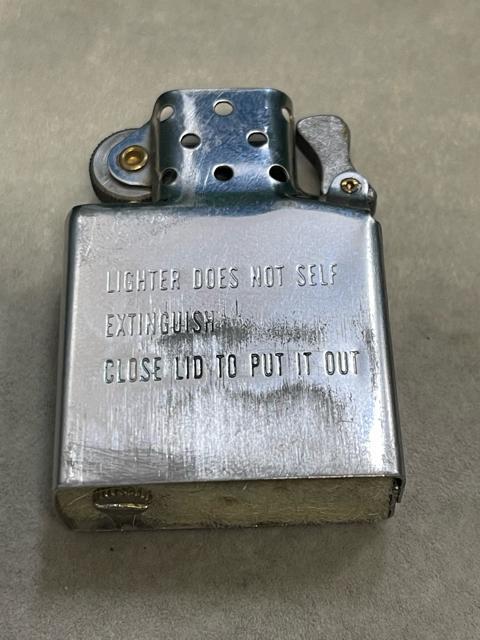 LIGHTER DOES NOT SELF
EXTINGUISH
CLOSE LID TO PUT IT OUT